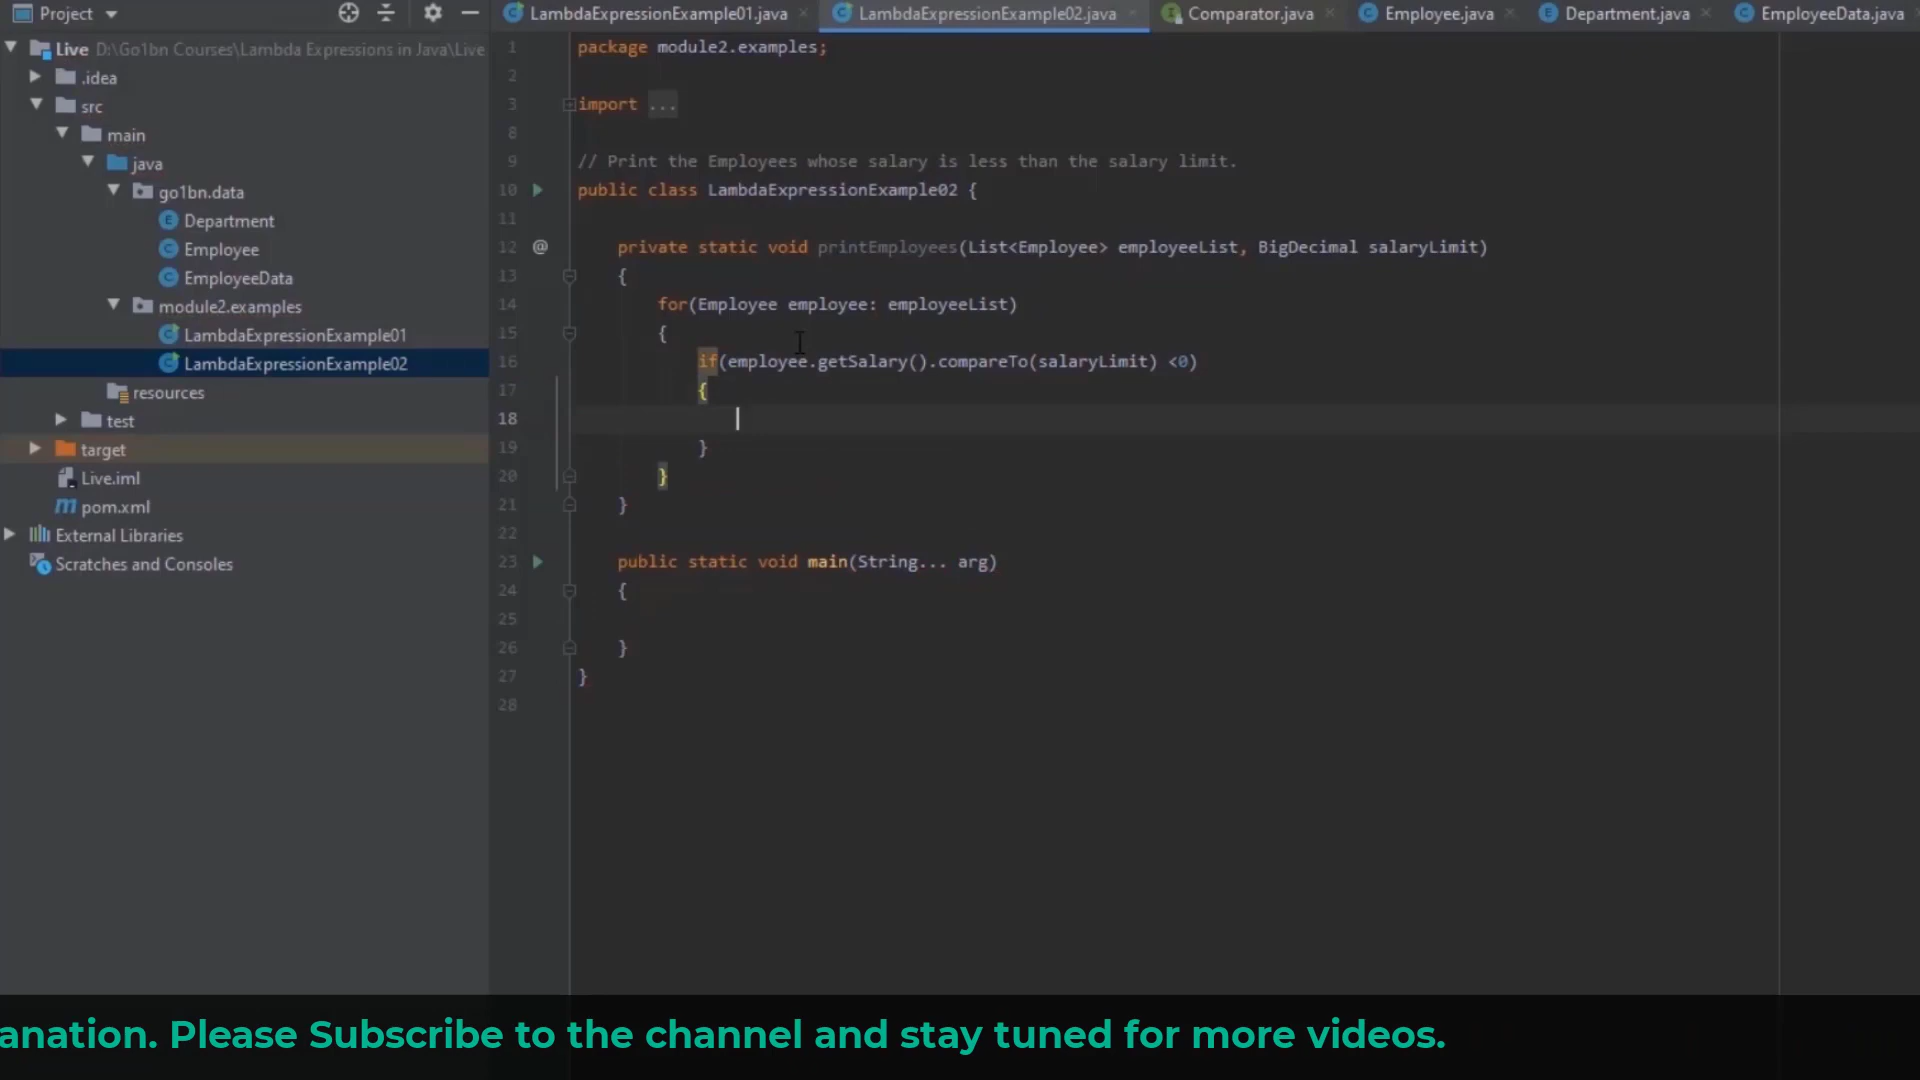 Project
LambdaExpressionExample01.java
LambdaExpressionExample02.java
Comparator.java
Employee.java
Department.java
EmployeeData.java
Live D:\Go1bn Courses\Lambda Expressions in Java\Live
.idea
src
main
java
go1bn.data
Department
Employee
EmployeeData
module2.examples
LambdaExpressionExample01
LambdaExpressionExample02
resources
test
target
Live.iml
pom.xml
External Libraries
Scratches and Consoles
1 package module2.examples;
2
3 import ...
8
9 // Print the Employees whose salary is less than the salary limit.
10 public class LambdaExpressionExample02 {
11
12 @ private static void printEmployees(List<Employee> employeeList, BigDecimal salaryLimit)
13 {
14 for(Employee employee: employeeList)
15 {
16 if(employee.getSalary().compareTo(salaryLimit) <0)
17 {
18
19 }
20 }
21 }
22
23 public static void main(String... arg)
24 {
25
26 }
27 }
28
anation. Please Subscribe to the channel and stay tuned for more videos.